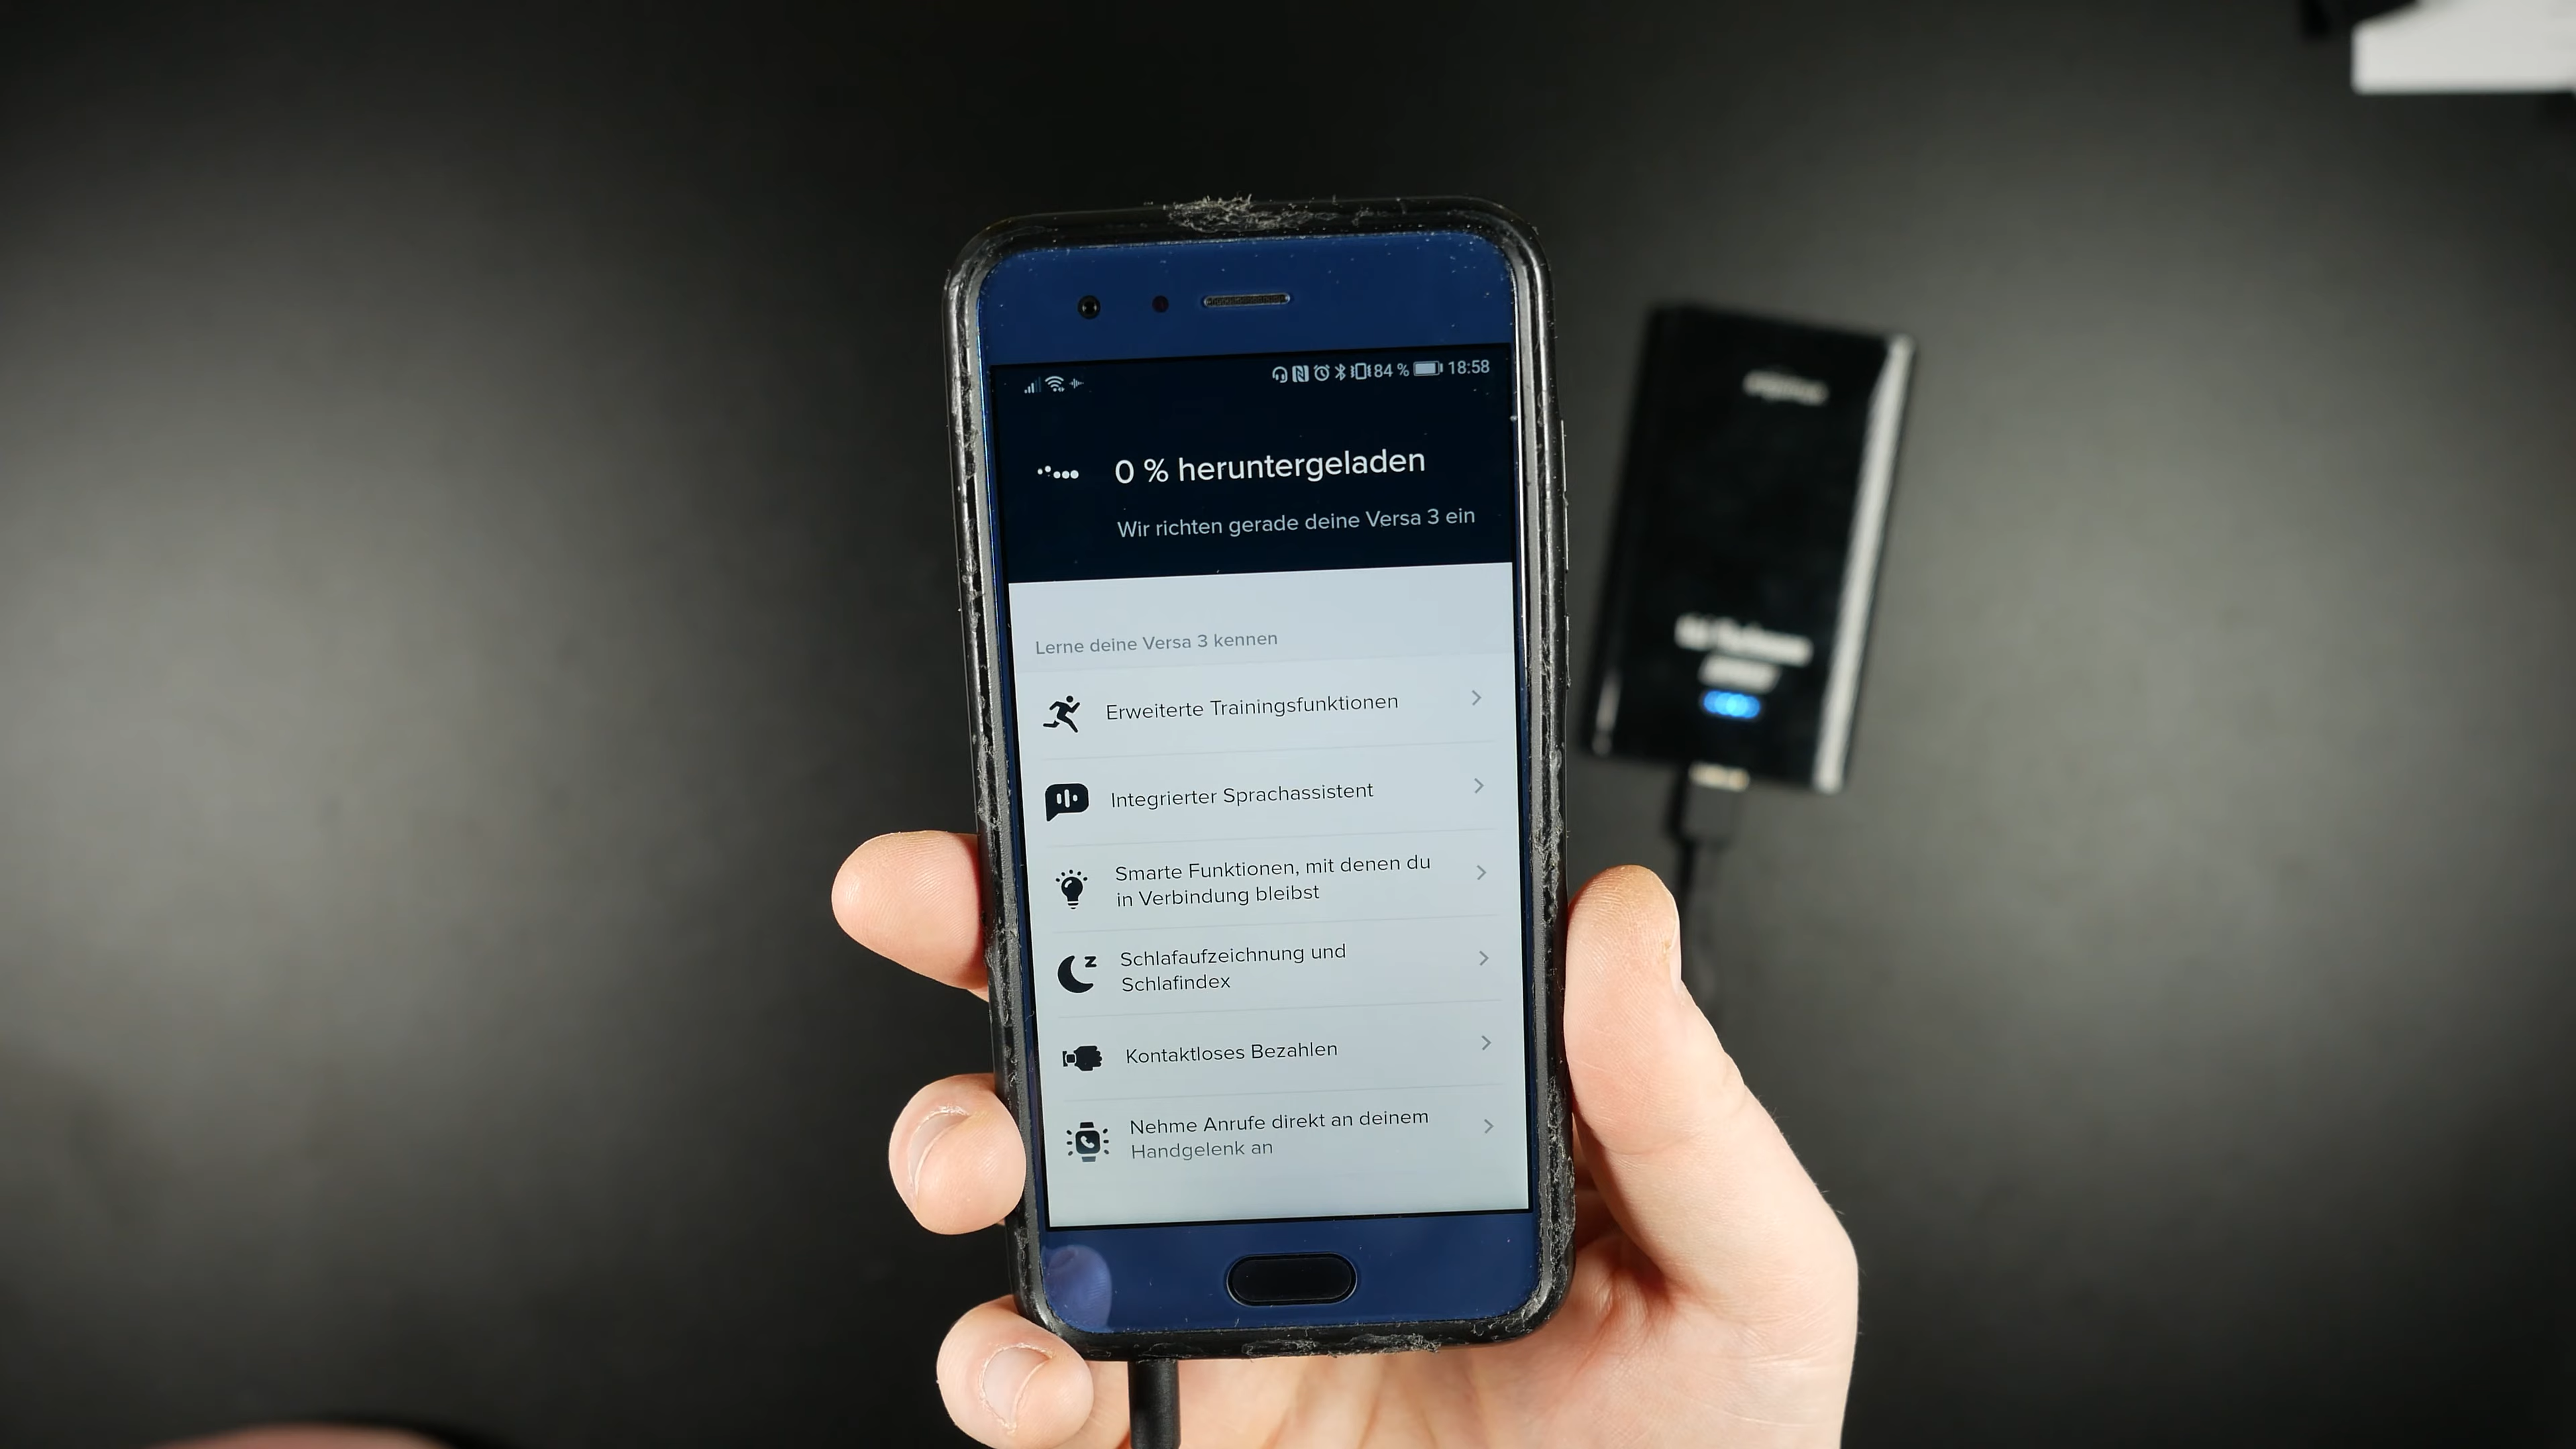 84 % 18:58
0 % heruntergeladen
Wir richten gerade deine Versa 3 ein
Lerne deine Versa 3 kennen
Erweiterte Trainingsfunktionen
Integrierter Sprachassistent
Smarte Funktionen, mit denen du
in Verbindung bleibst
Schlafaufzeichnung und
Schlafindex
Kontaktloses Bezahlen
Nehme Anrufe direkt an deinem
Handgelenk an